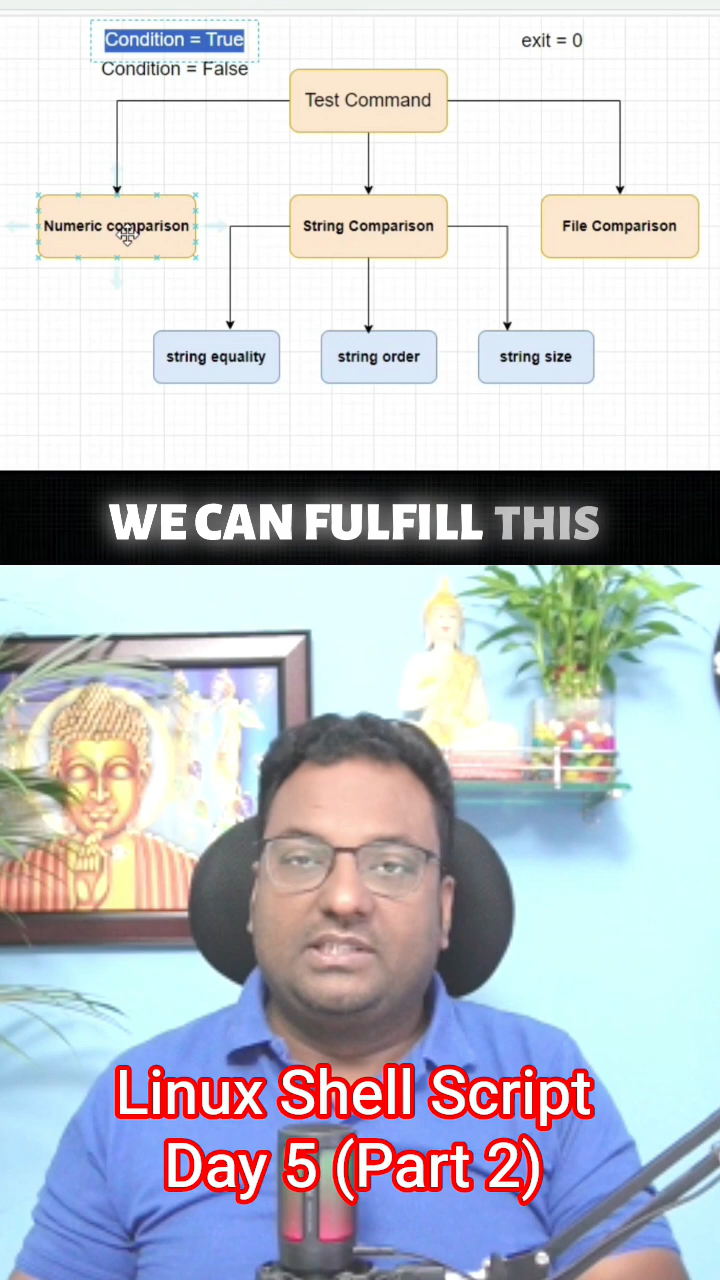 Condition = True
exit = 0
Condition = False
Test Command
Numeric comparison
String Comparison
File Comparison
string equality
string order
string size
WE CAN FULFILL THIS
Linux Shell Script
Day 5 (Part 2)